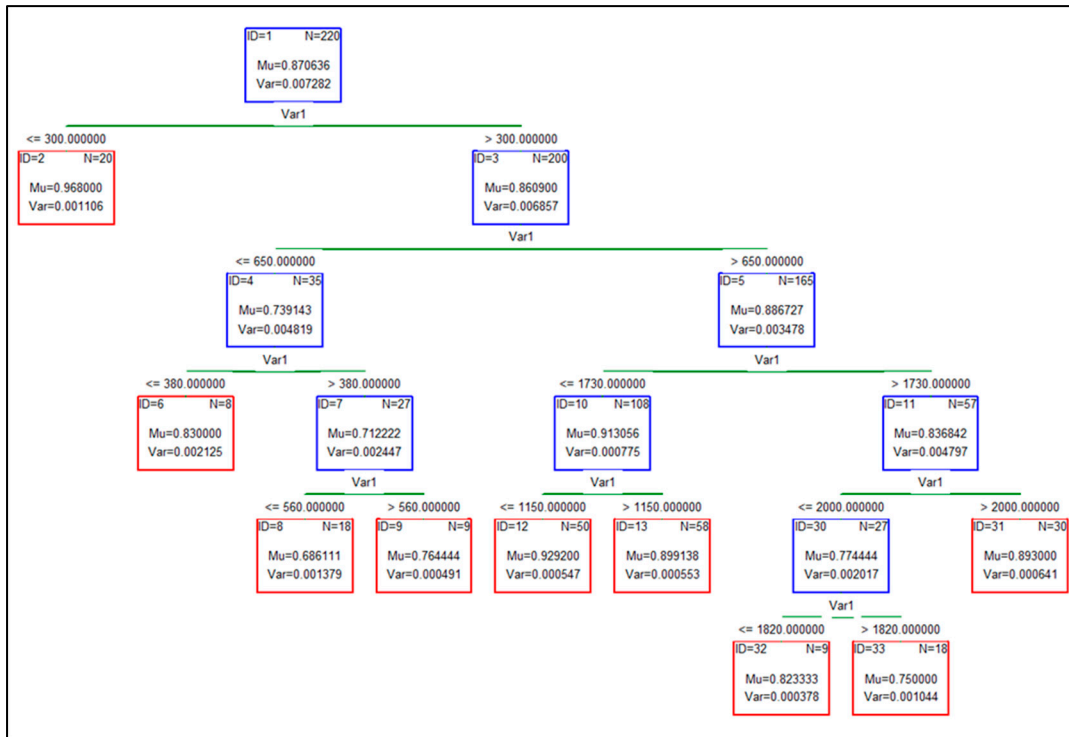 ID=1 N=220
Mu=0.870636
Var=0.007282
Var1
<= 300.000000 > 300.000000
ID=2 N=20 ID=3 N=200
Mu=0.968000 Mu=0.860900
Var=0.001106 Var=0.006857
Var1
<= 650.000000 > 650.000000
ID=4 N=35 ID=5 N=165
Mu=0.739143 Mu=0.886727
Var=0.004819 Var=0.003478
Var1 Var1
<= 380.000000 > 380.000000 <= 1730.000000 > 1730.000000
ID=6 N=8 ID=7 N=27 ID=10 N=108 ID=11 N=57
Mu=0.830000 Mu=0.712222 Mu=0.913056 Mu=0.836842
Var=0.002125 Var=0.002447 Var=0.000775 Var=0.004797
Var1 Var1 Var1
<= 560.000000 > 560.000000 <= 1150.000000 > 1150.000000 <= 2000.000000 > 2000.000000
ID=8 N=18 ID=9 N=9 ID=12 N=50 ID=13 N=58 ID=30 N=27 ID=31 N=30
Mu=0.686111 Mu=0.764444 Mu=0.929200 Mu=0.899138 Mu=0.774444 Mu=0.893000
Var=0.001379 Var=0.000491 Var=0.000547 Var=0.000553 Var=0.002017 Var=0.000641
Var1
<= 1820.000000 > 1820.000000
ID=32 N=9 ID=33 N=18
Mu=0.823333 Mu=0.750000
Var=0.000378 Var=0.001044